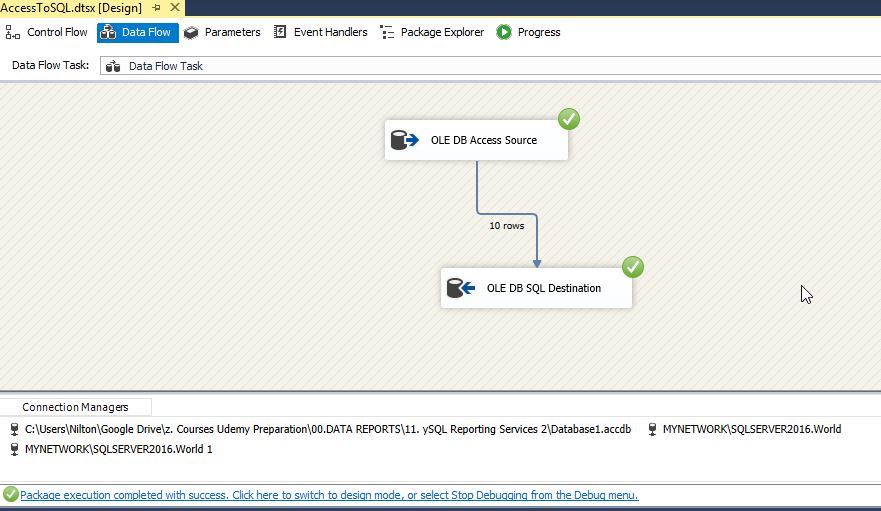 AccessToSQL.dtsx [Design]
Control Flow Data Flow Parameters Event Handlers Package Explorer Progress
Data Flow Task: Data Flow Task
OLE DB Access Source
10 rows
OLE DB SQL Destination
Connection Managers
C:\Users\Nilton\Google Drive\z. Courses Udemy Preparation\00.DATA REPORTS\11. ySQL Reporting Services 2\Database1.accdb MYNETWORK\SQLSERVER2016.World
MYNETWORK\SQLSERVER2016.World 1
Package execution completed with success. Click here to switch to design mode, or select Stop Debugging from the Debug menu.